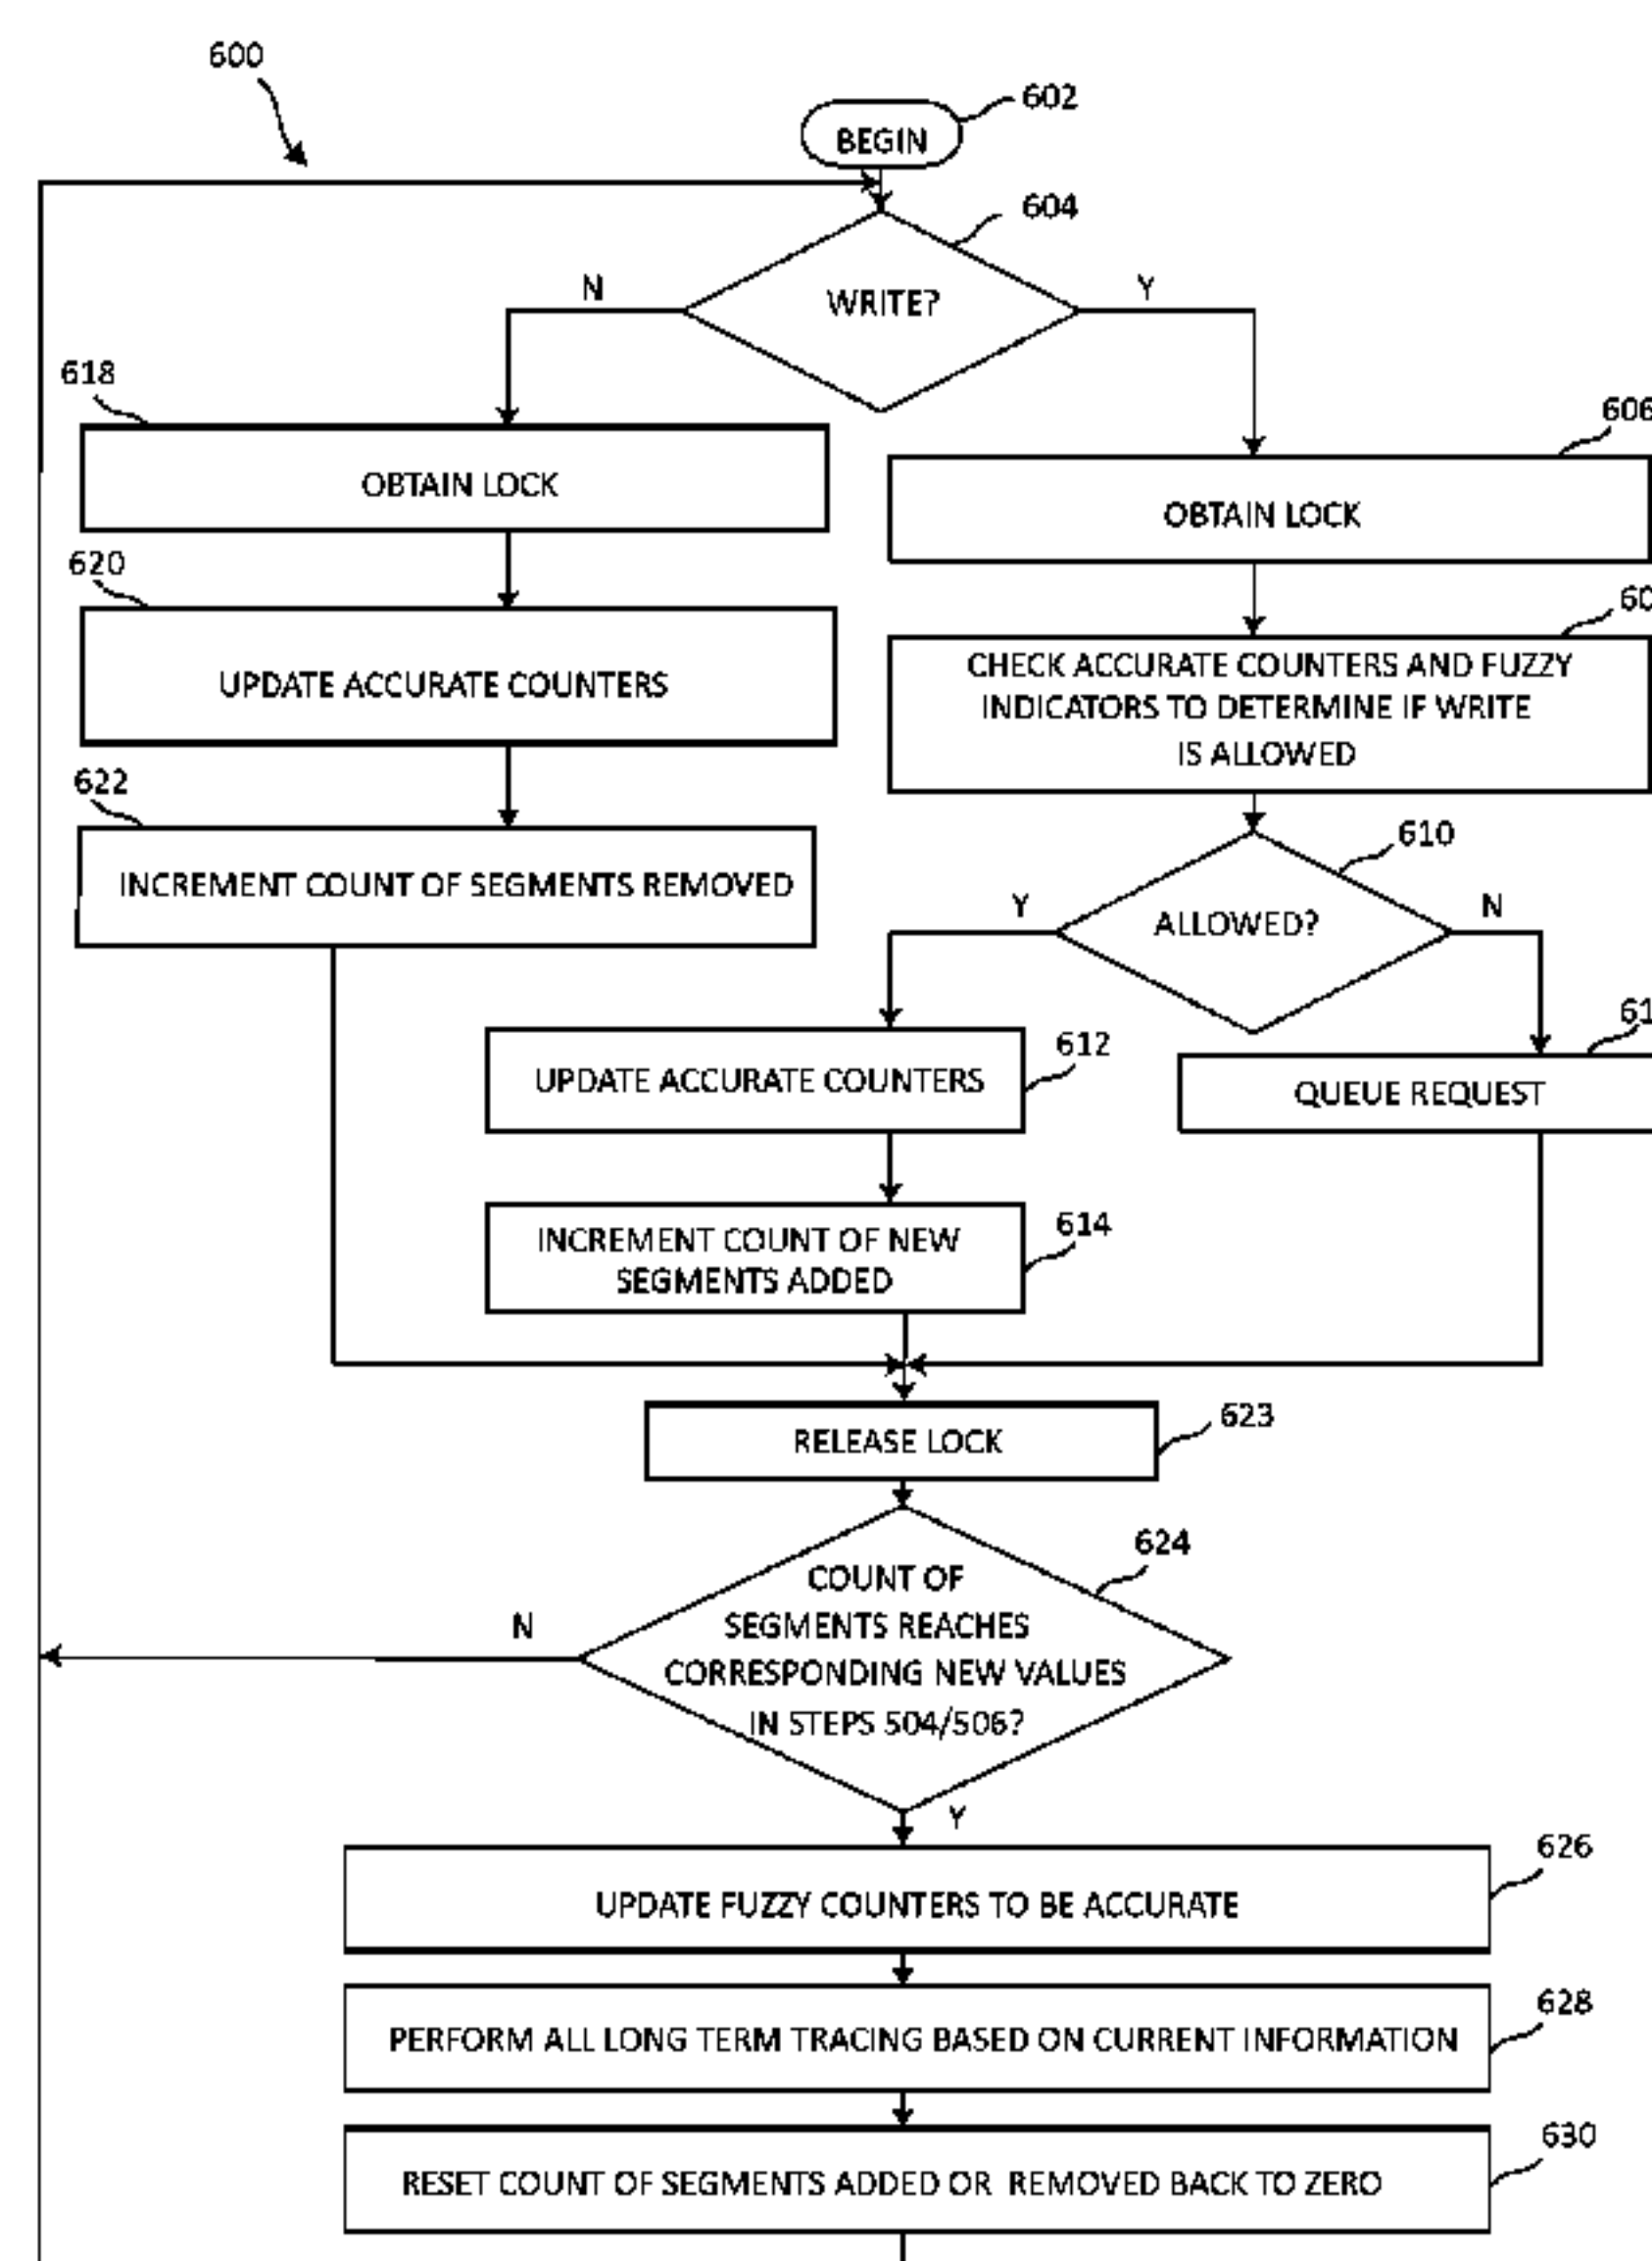 600
602
BEGIN
604
N
WRITE?
Y
618
606
OBTAIN LOCK
OBTAIN LOCK
620
60
UPDATE ACCURATE COUNTERS
CHECK ACCURATE COUNTERS AND FUZZY
INDICATORS TO DETERMINE IF WRITE
IS ALLOWED
622
610
INCREMENT COUNT OF SEGMENTS REMOVED
Y
ALLOWED?
N
61
612
UPDATE ACCURATE COUNTERS
QUEUE REQUEST
614
INCREMENT COUNT OF NEW
SEGMENTS ADDED
623
RELEASE LOCK
624
COUNT OF
SEGMENTS REACHES
CORRESPONDING NEW VALUES
IN STEPS 504/506?
N
Y
626
UPDATE FUZZY COUNTERS TO BE ACCURATE
628
PERFORM ALL LONG TERM TRACING BASED ON CURRENT INFORMATION
630
RESET COUNT OF SEGMENTS ADDED OR REMOVED BACK TO ZERO